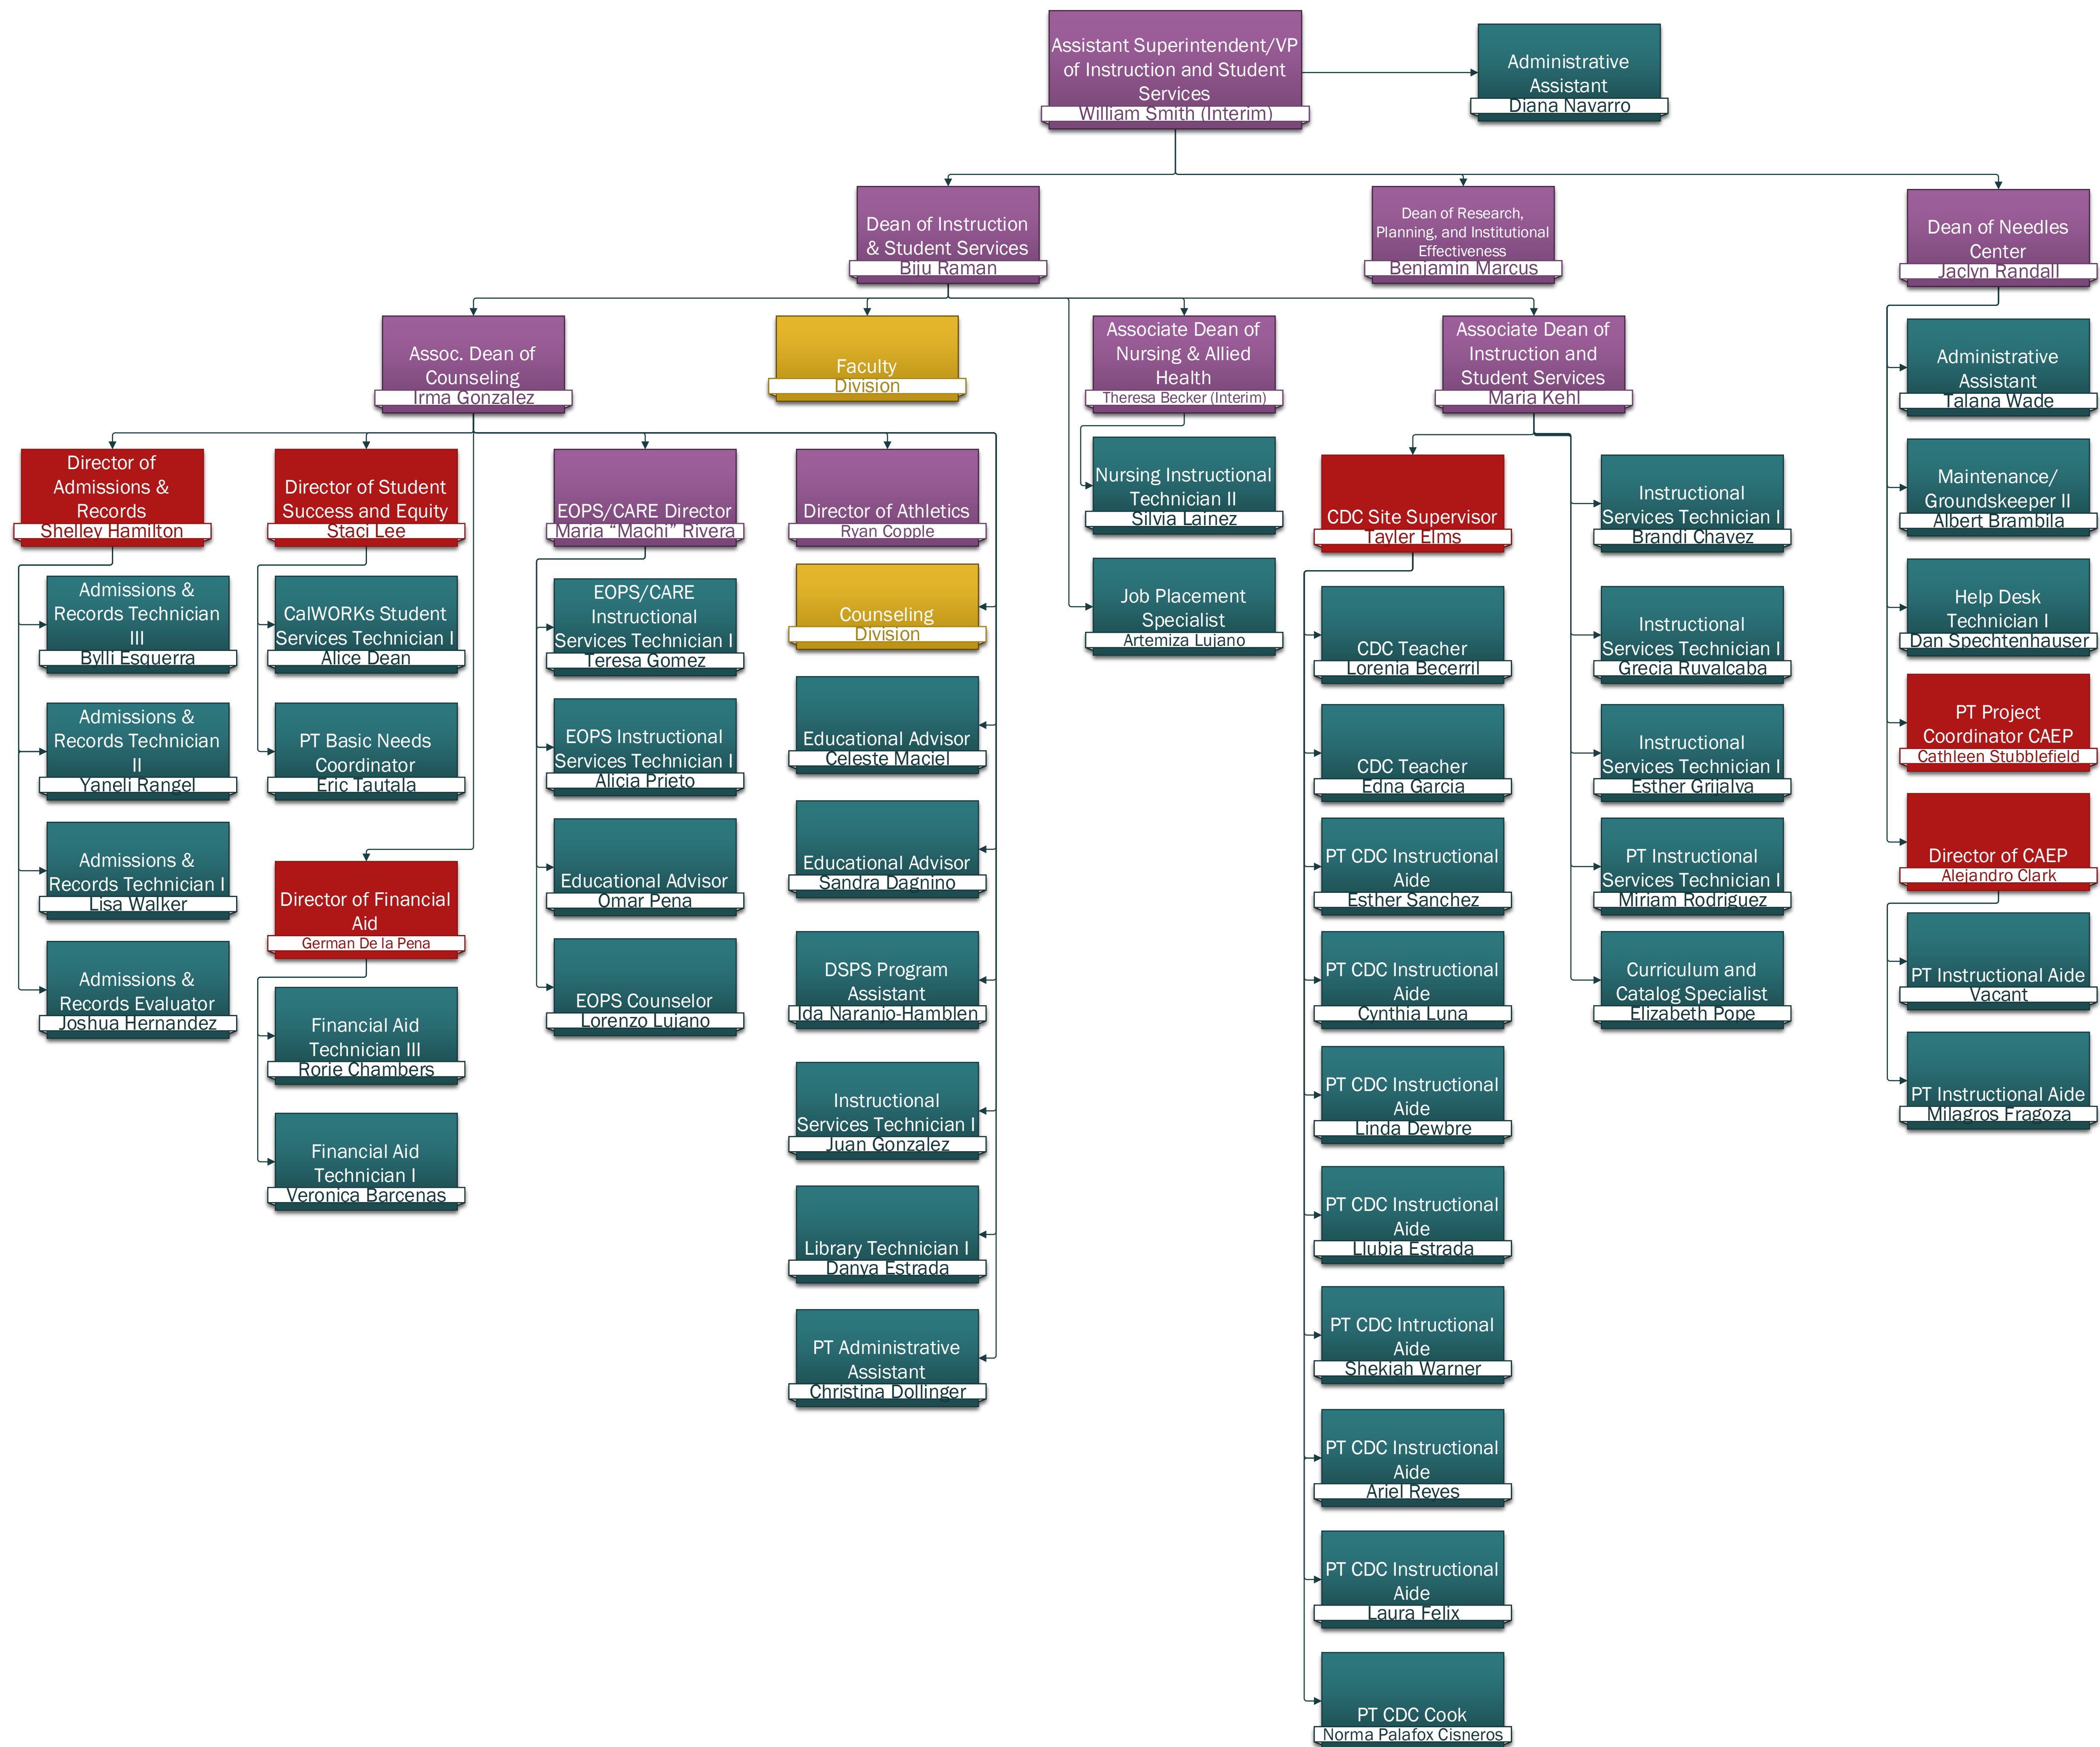 Assistant Superintendent/VP
of Instruction and Student
Services
William Smith (Interim)
Administrative
Assistant
Diana Navarro
Dean of Instruction
& Student Services
Biju Raman
Dean of Research,
Planning, and Institutional
Effectiveness
Benjamin Marcus
Dean of Needles
Center
Jaclyn Randall
Assoc. Dean of
Counseling
Irma Gonzalez
Faculty
Division
Associate Dean of
Nursing & Allied
Health
Theresa Becker (Interim)
Associate Dean of
Instruction and
Student Services
Maria Kehl
Director of
Admissions &
Records
Shelley Hamilton
Admissions &
Records Technician
III
Bylli Esquerra
Admissions &
Records Technician
II
Yaneli Rangel
Admissions &
Records Technician I
Lisa Walker
Admissions &
Records Evaluator
Joshua Hernandez
Director of Student
Success and Equity
Staci Lee
CalWORKs Student
Services Technician I
Alice Dean
PT Basic Needs
Coordinator
Eric Tautala
Director of Financial
Aid
German De la Pena
Financial Aid
Technician III
Rorie Chambers
Financial Aid
Technician I
Veronica Barcenas
EOPS/CARE Director
Maria “Machi” Rivera
EOPS/CARE
Instructional
Services Technician I
Teresa Gomez
EOPS Instructional
Services Technician I
Alicia Prieto
Educational Advisor
Omar Pena
EOPS Counselor
Lorenzo Lujano
Director of Athletics
Ryan Copple
Counseling
Division
Educational Advisor
Celeste Maciel
Educational Advisor
Sandra Dagnino
DSPS Program
Assistant
Ida Naranjo-Hamblen
Instructional
Services Technician I
Juan Gonzalez
Library Technician I
Danya Estrada
PT Administrative
Assistant
Christina Dollinger
Nursing Instructional
Technician II
Silvia Lainez
Job Placement
Specialist
Artemiza Lujano
CDC Site Supervisor
Tayler Elms
CDC Teacher
Lorenia Becerril
CDC Teacher
Edna Garcia
PT CDC Instructional
Aide
Esther Sanchez
PT CDC Instructional
Aide
Cynthia Luna
PT CDC Instructional
Aide
Linda Dewbre
PT CDC Instructional
Aide
Llubia Estrada
PT CDC Intructional
Aide
Shekiah Warner
PT CDC Instructional
Aide
Ariel Reyes
PT CDC Instructional
Aide
Laura Felix
PT CDC Cook
Norma Palafox Cisneros
Instructional
Services Technician I
Brandi Chavez
Instructional
Services Technician I
Grecia Ruvalcaba
Instructional
Services Technician I
Esther Grijalva
PT Instructional
Services Technician I
Miriam Rodriguez
Curriculum and
Catalog Specialist
Elizabeth Pope
Administrative
Assistant
Talana Wade
Maintenance/
Groundskeeper II
Albert Brambila
Help Desk
Technician I
Dan Spechtenhauser
PT Project
Coordinator CAEP
Cathleen Stubblefield
Director of CAEP
Alejandro Clark
PT Instructional Aide
Vacant
PT Instructional Aide
Milagros Fragoza